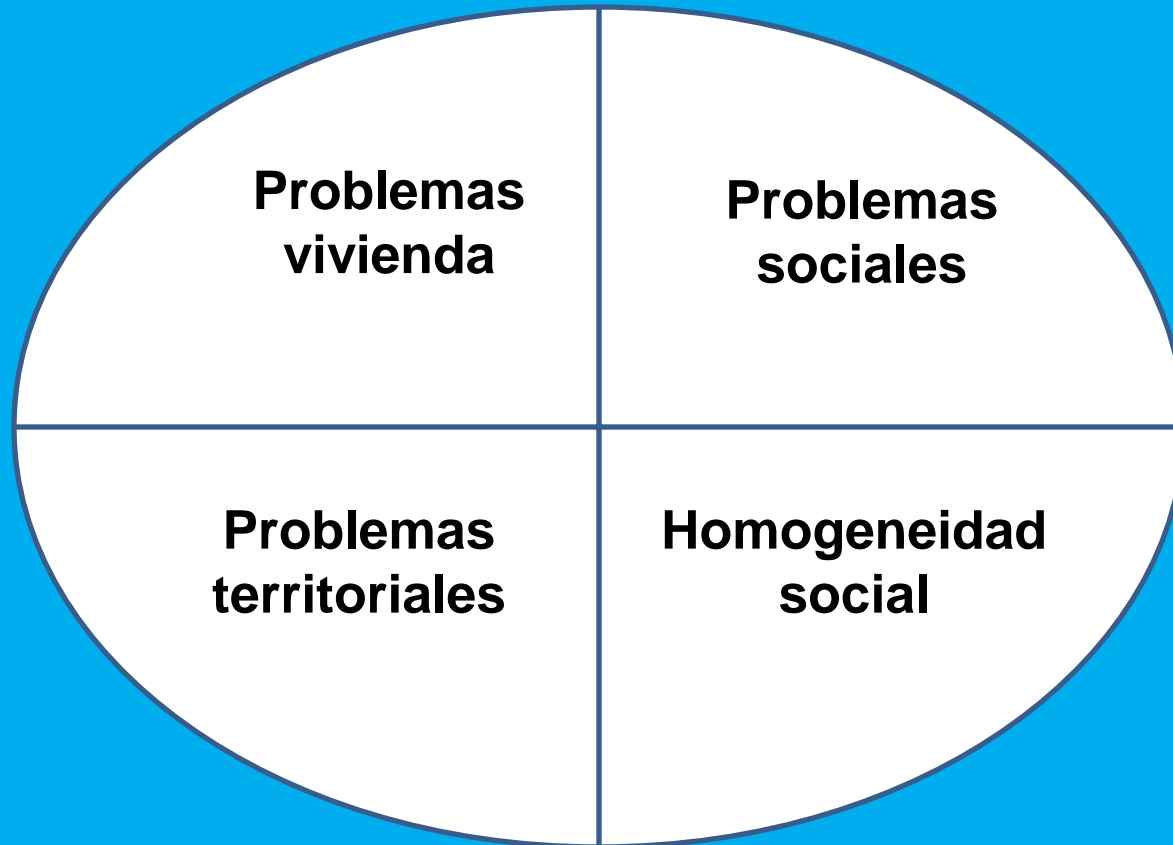 Problemas
vivienda
Problemas
sociales
Problemas
territoriales
Homogeneidad
social